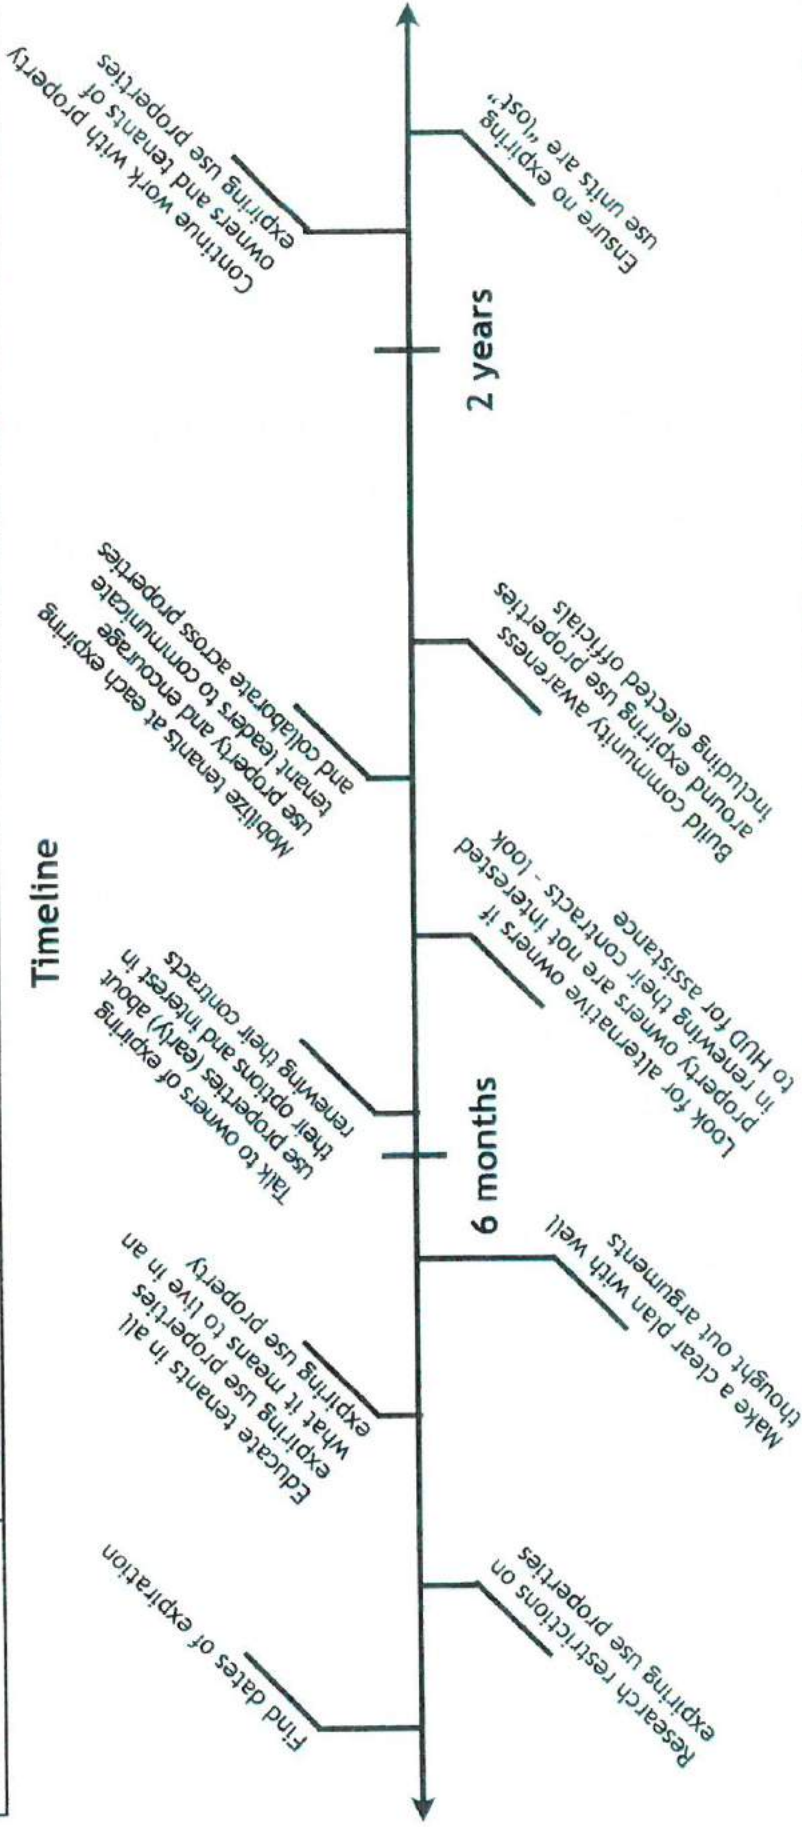 Timeline
Find dates of expiration
Research restrictions on
expiring use properties
Educate tenants in all
expiring use properties
what it means to live in an
expiring use property
Make a clear plan with well
thought out arguments
6 months
Talk to owners of expiring
use properties (early) about
their options and interest in
renewing their contracts
Look for alternative owners if
property owners are not interested
in renewing their contracts - look
to HUD for assistance
Mobilize tenants at each expiring
use property and encourage
tenant leaders to communicate
and collaborate across properties
Build community awareness
around expiring use properties
including elected officials
2 years
Continue work with property
owners and tenants of
expiring use properties
Ensure no expiring
use units are "lost"